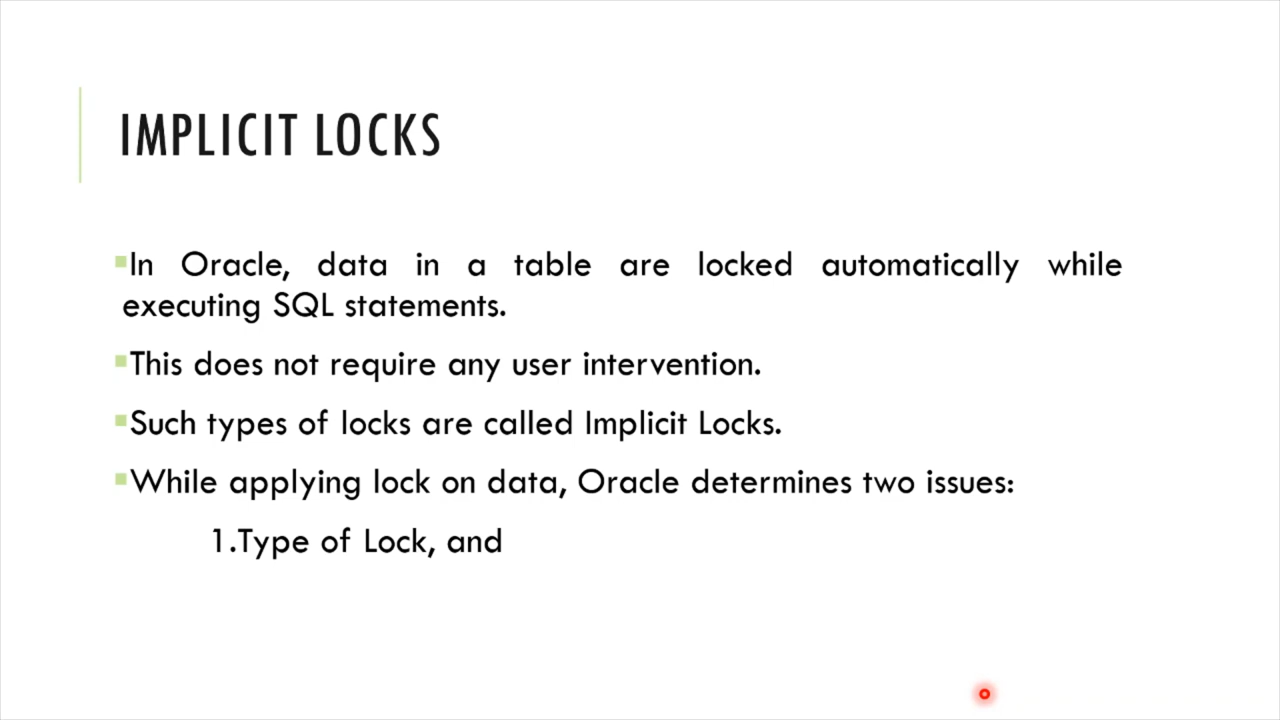 IMPLICIT LOCKS
▪In Oracle, data in a table are locked automatically while
executing SQL statements.
▪This does not require any user intervention.
▪Such types of locks are called Implicit Locks.
▪While applying lock on data, Oracle determines two issues:
1.Type of Lock, and